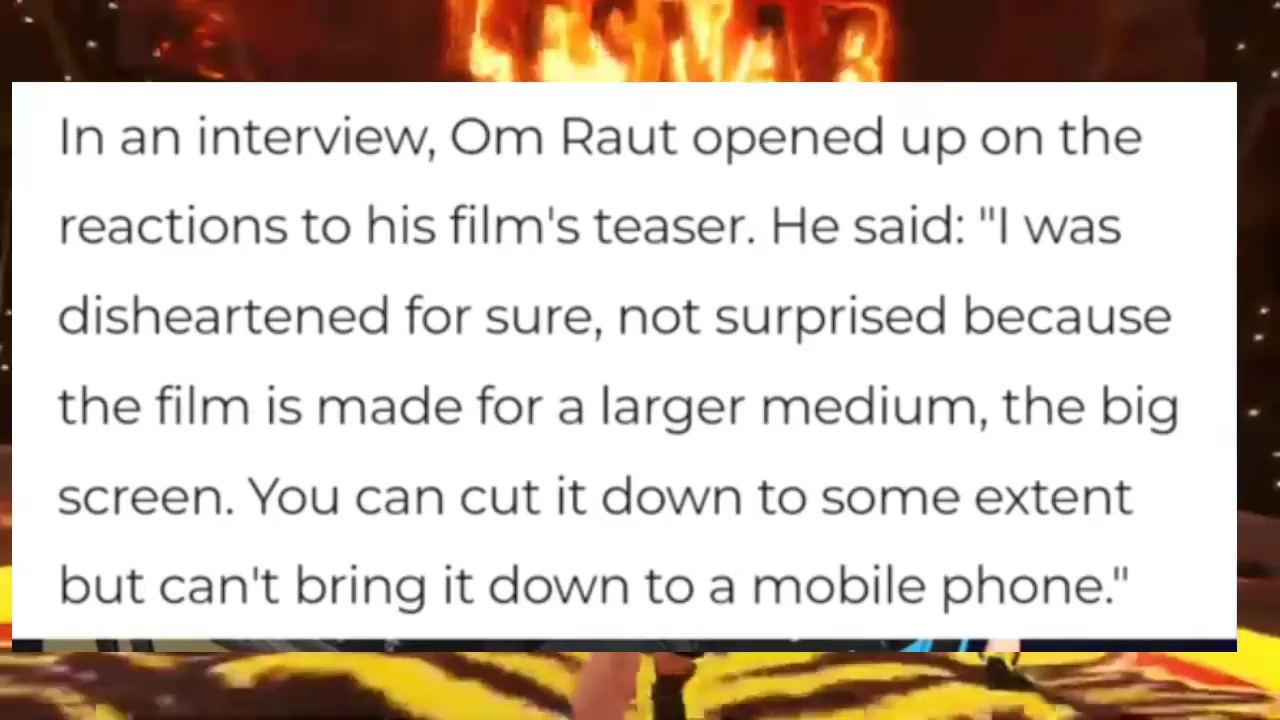 In an interview, Om Raut opened up on the
reactions to his film's teaser. He said: "I was
disheartened for sure, not surprised because
the film is made for a larger medium, the big
screen. You can cut it down to some extent
but can't bring it down to a mobile phone."